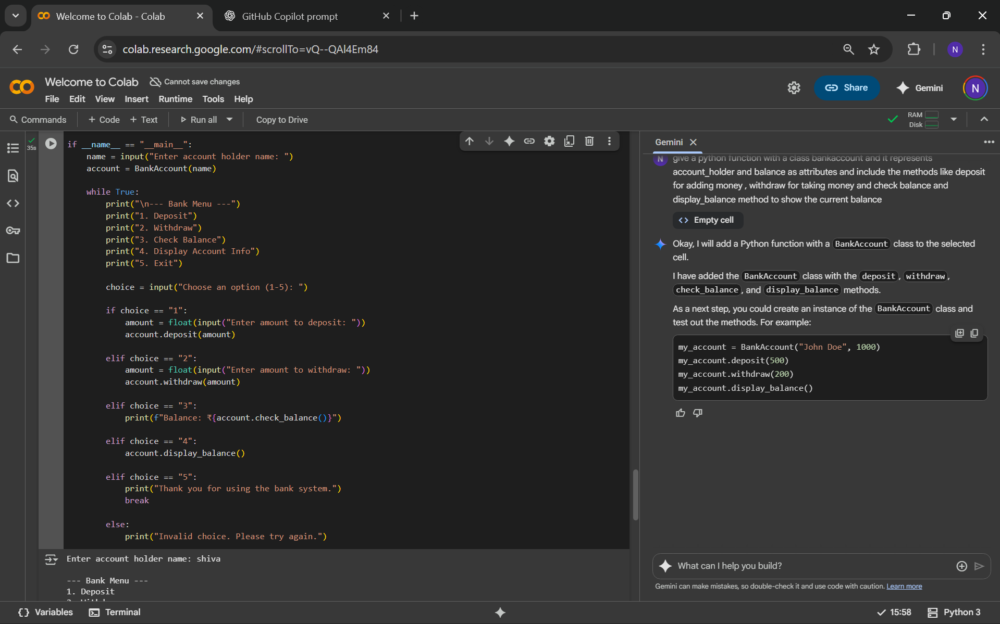 Welcome to Colab - Colab
GitHub Copilot prompt
colab.research.google.com/#scrollTo=vQ--QAl4Em84
N
Welcome to Colab
Cannot save changes
File Edit View Insert Runtime Tools Help
Share
Gemini
N
Commands
+ Code + Text
Run all
Copy to Drive
RAM
Disk
35s
if __name__ == "__main__":
name = input("Enter account holder name: ")
account = BankAccount(name)
while True:
print("\n--- Bank Menu ---")
print("1. Deposit")
print("2. Withdraw")
print("3. Check Balance")
print("4. Display Account Info")
print("5. Exit")
choice = input("Choose an option (1-5): ")
if choice == "1":
amount = float(input("Enter amount to deposit: "))
account.deposit(amount)
elif choice == "2":
amount = float(input("Enter amount to withdraw: "))
account.withdraw(amount)
elif choice == "3":
print(f"Balance: ₹{account.check_balance()}")
elif choice == "4":
account.display_balance()
elif choice == "5":
print("Thank you for using the bank system.")
break
else:
print("Invalid choice. Please try again.")
Enter account holder name: shiva
--- Bank Menu ---
1. Deposit
Gemini
N
give a python function with a class bankaccount and it represents
account_holder and balance as attributes and include the methods like deposit
for adding money , withdraw for taking money and check balance and
display_balance method to show the current balance
<> Empty cell
Okay, I will add a Python function with a BankAccount class to the selected
cell.
I have added the BankAccount class with the deposit, withdraw,
check_balance, and display_balance methods.
As a next step, you could create an instance of the BankAccount class and
test out the methods. For example:
my_account = BankAccount("John Doe", 1000)
my_account.deposit(500)
my_account.withdraw(200)
my_account.display_balance()
What can I help you build?
Gemini can make mistakes, so double-check it and use code with caution. Learn more
{} Variables
Terminal
15:58
Python 3